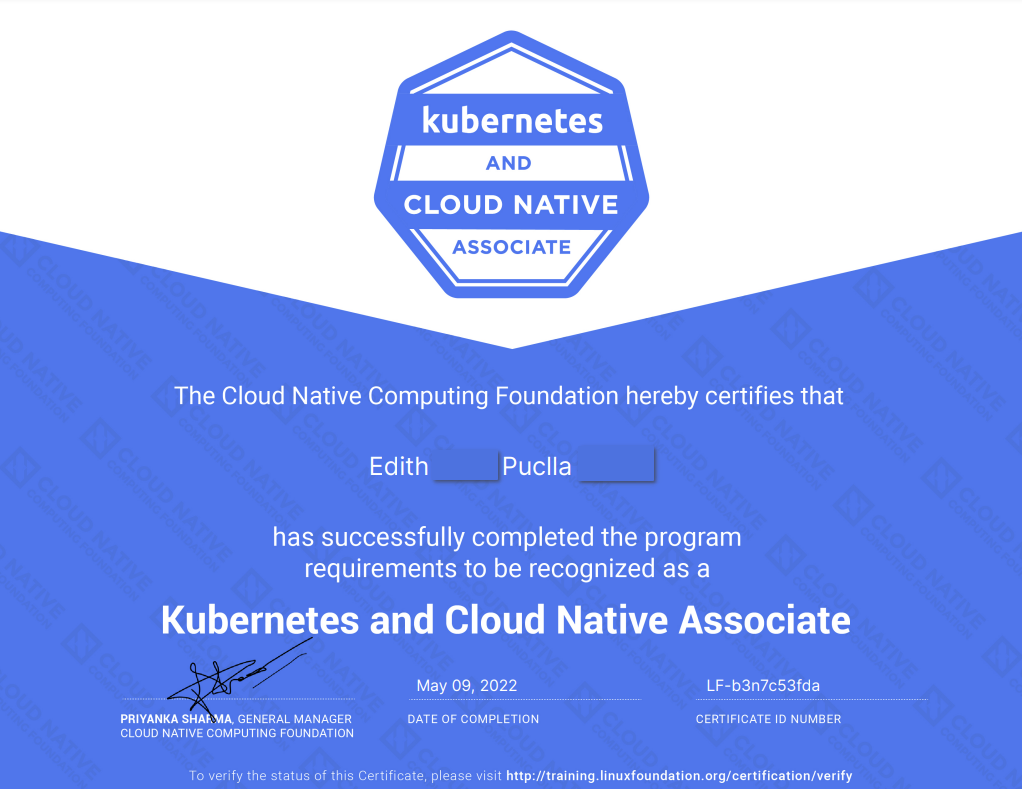 kubernetes
AND
CLOUD NATIVE
ASSOCIATE
The Cloud Native Computing Foundation hereby certifies that
Edith Puclla
has successfully completed the program
requirements to be recognized as a
Kubernetes and Cloud Native Associate
May 09, 2022
LF-b3n7c53fda
PRIYANKA SHARMA, GENERAL MANAGER
CLOUD NATIVE COMPUTING FOUNDATION
DATE OF COMPLETION
CERTIFICATE ID NUMBER
To verify the status of this Certificate, please visit http://training.linuxfoundation.org/certification/verify